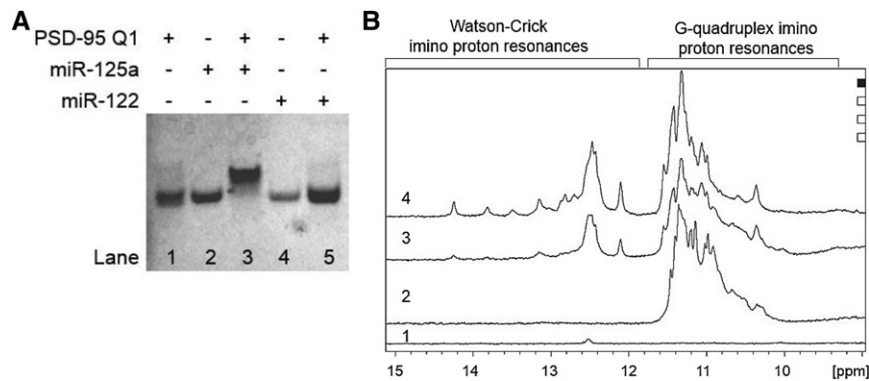 A
PSD-95 Q1 + - + - +
miR-125a - + + - -
miR-122 - - - + +
Lane 1 2 3 4 5
B
Watson-Crick
imino proton resonances
G-quadruplex imino
proton resonances
4
3
2
1
15 14 13 12 11 10 [ppm]